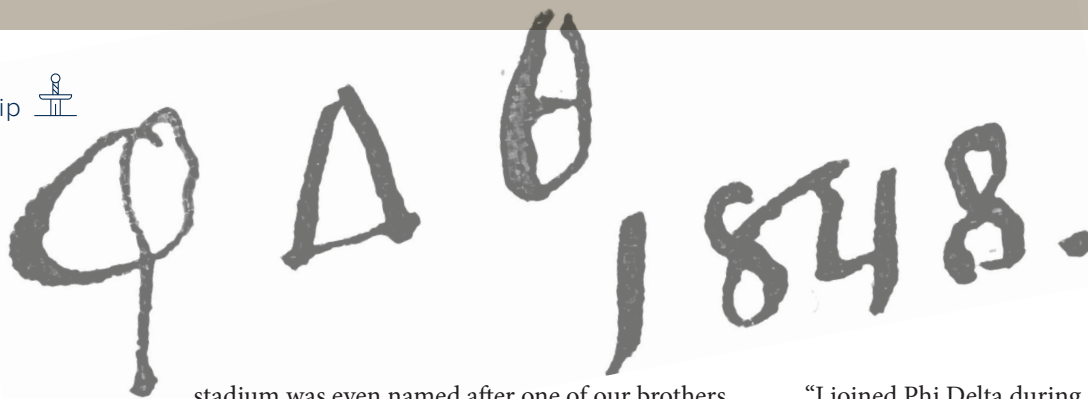 ip
φ Δ θ
1848.
stadium was even named after one of our brothers
“I joined Phi Delta during